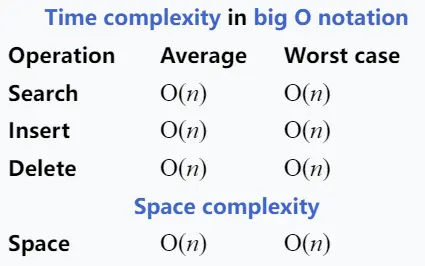 Time complexity in big O notation
Operation Average Worst case
Search O(n) O(n)
Insert O(n) O(n)
Delete O(n) O(n)
Space complexity
Space O(n) O(n)